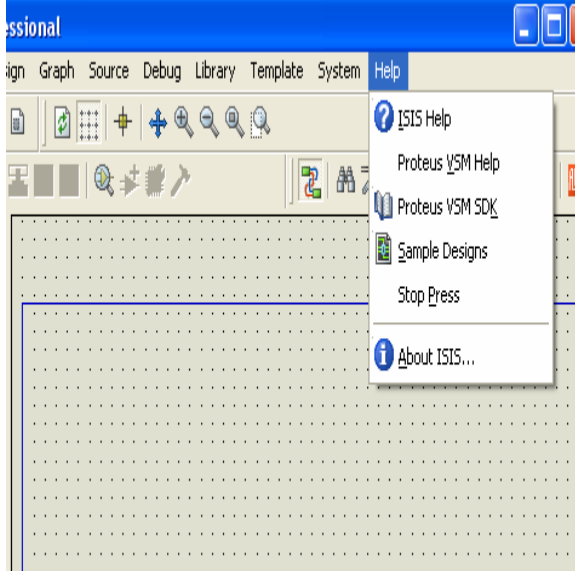 essional
sign Graph Source Debug Library Template System Help
ISIS Help
Proteus VSM Help
Proteus VSM SDK
Sample Designs
Stop Press
About ISIS...